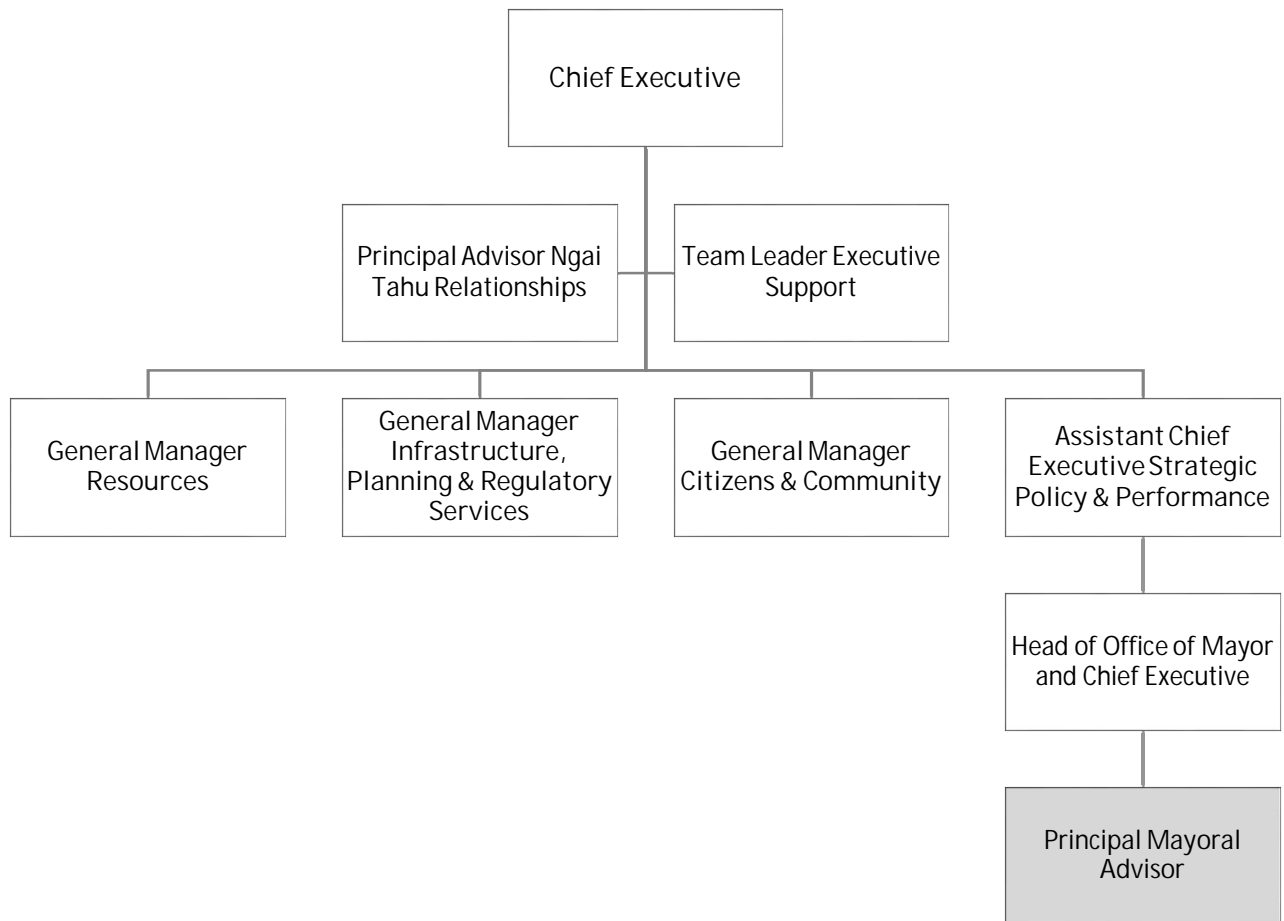 Chief Executive
Principal Advisor Ngai
Tahu Relationships
Team Leader Executive
Support
General Manager
Resources
General Manager
Infrastructure,
Planning & Regulatory
Services
General Manager
Citizens & Community
Assistant Chief
Executive Strategic
Policy & Performance
Head of Office of Mayor
and Chief Executive
Principal Mayoral
Advisor